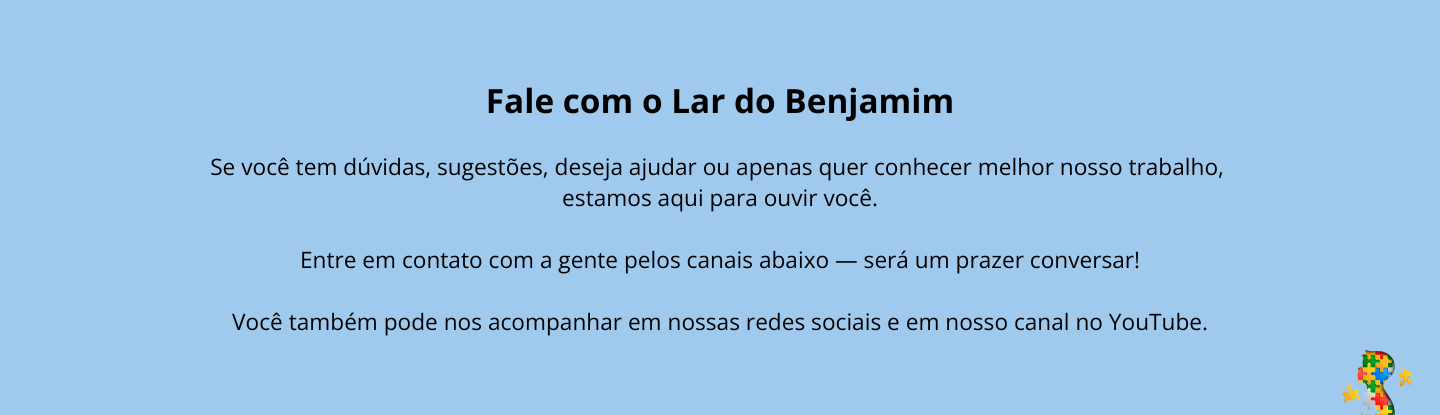 Fale com o Lar do Benjamim
Se você tem dúvidas, sugestões, deseja ajudar ou apenas quer conhecer melhor nosso trabalho,
estamos aqui para ouvir você.
Entre em contato com a gente pelos canais abaixo — será um prazer conversar!
Você também pode nos acompanhar em nossas redes sociais e em nosso canal no YouTube.